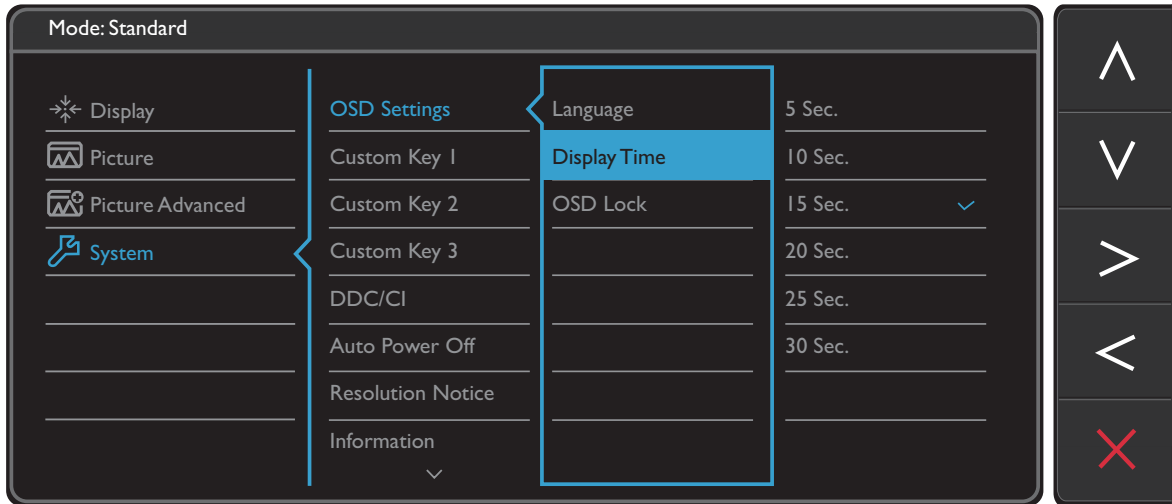 Mode: Standard
Display
Picture
Picture Advanced
System
OSD Settings
Custom Key 1
Custom Key 2
Custom Key 3
DDC/CI
Auto Power Off
Resolution Notice
Information
Language
Display Time
OSD Lock
5 Sec.
10 Sec.
15 Sec.
20 Sec.
25 Sec.
30 Sec.